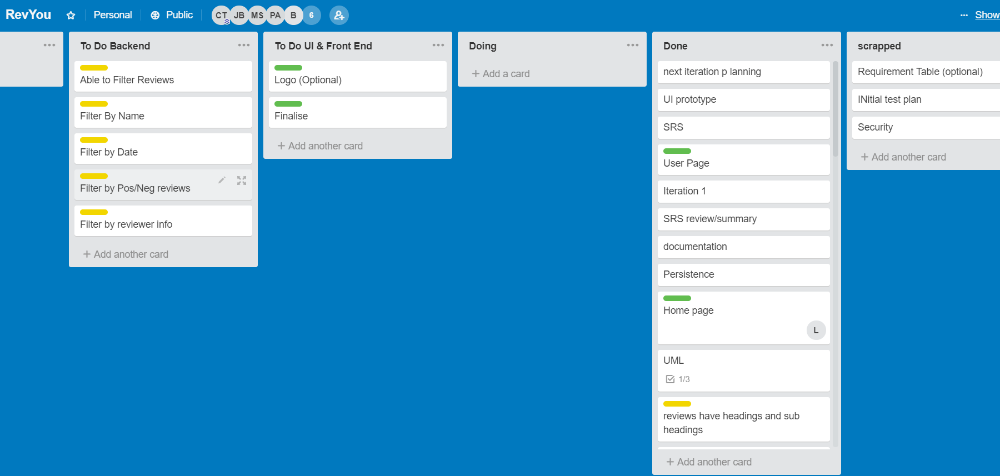 RevYou Personal Public CT JB MS PA B 6 Show
To Do Backend
Able to Filter Reviews
Filter By Name
Filter by Date
Filter by Pos/Neg reviews
Filter by reviewer info
+ Add another card
To Do UI & Front End
Logo (Optional)
Finalise
+ Add another card
Doing
+ Add a card
Done
next iteration p lanning
UI prototype
SRS
User Page
Iteration 1
SRS review/summary
documentation
Persistence
Home page
L
UML
1/3
reviews have headings and sub
headings
+ Add another card
scrapped
Requirement Table (optional)
INitial test plan
Security
+ Add another card